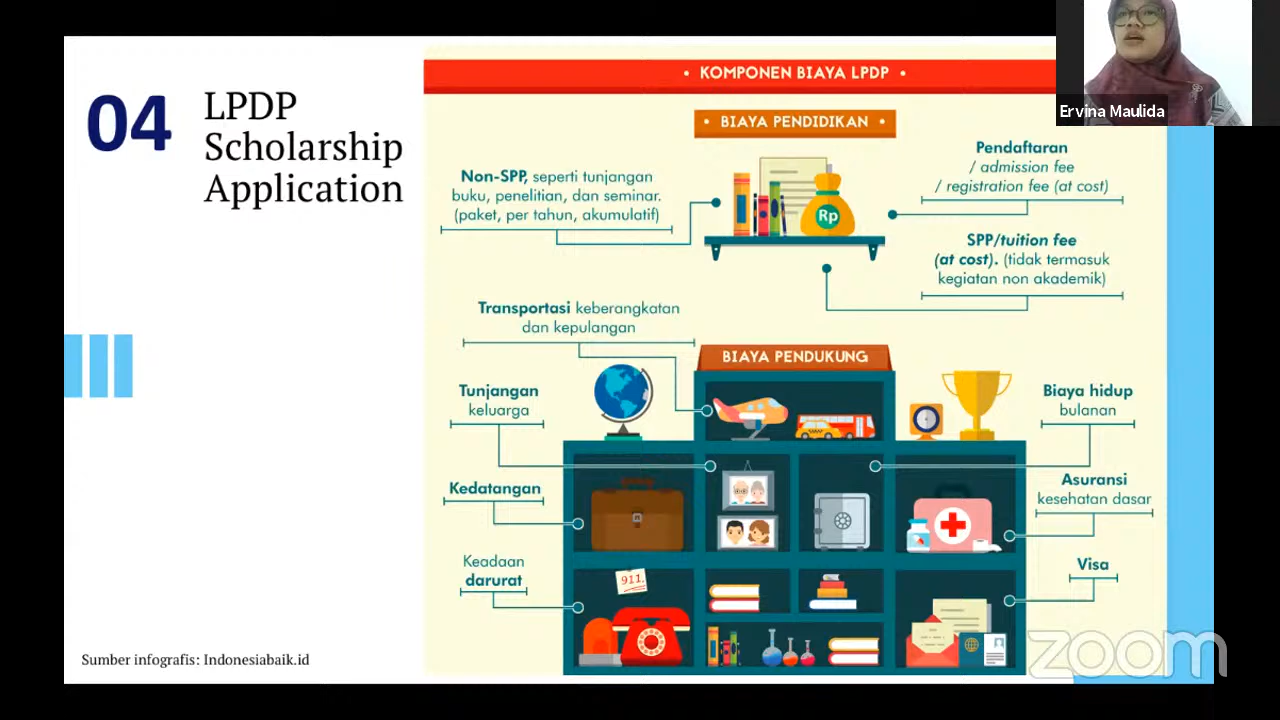 04
LPDP
Scholarship
Application
• KOMPONEN BIAYA LPDP •
Ervina Maulida
• BIAYA PENDIDIKAN •
Non-SPP, seperti tunjangan
buku, penelitian, dan seminar.
(paket, per tahun, akumulatif)
Rp
Pendaftaran
/ admission fee
/ registration fee (at cost)
SPP/tuition fee
(at cost). (tidak termasuk
kegiatan non akademik)
Transportasi keberangkatan
dan kepulangan
BIAYA PENDUKUNG
Tunjangan
keluarga
Biaya hidup
bulanan
Kedatangan
Asuransi
kesehatan dasar
Keadaan
darurat
911.
Visa
Sumber infografis: Indonesiabaik.id
zoom